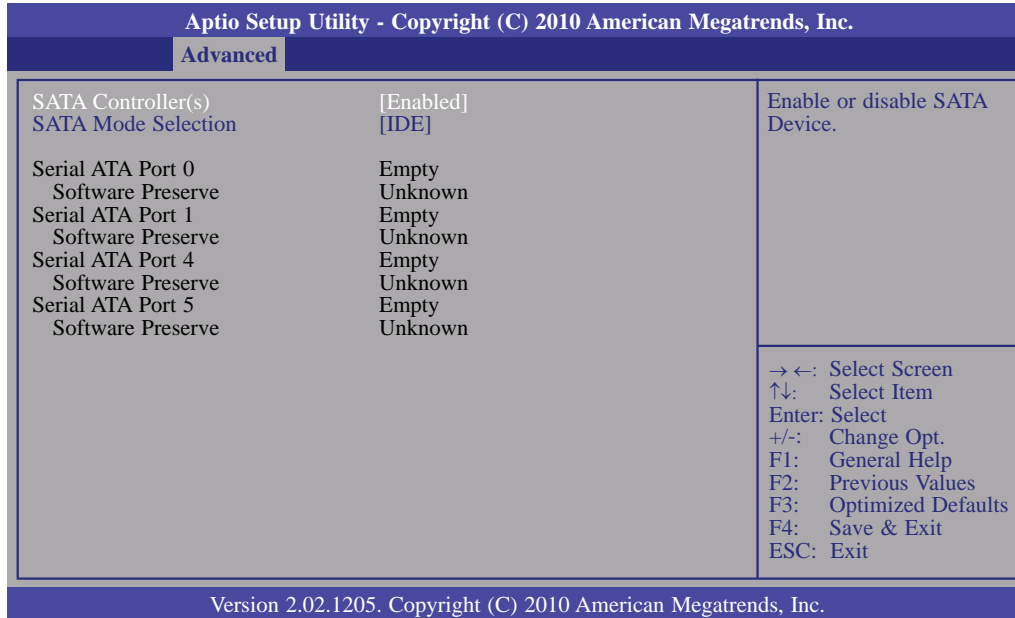 Aptio Setup Utility - Copyright (C) 2010 American Megatrends, Inc.
Advanced
SATA Controller(s) [Enabled]
SATA Mode Selection [IDE]
Serial ATA Port 0 Empty
Software Preserve Unknown
Serial ATA Port 1 Empty
Software Preserve Unknown
Serial ATA Port 4 Empty
Software Preserve Unknown
Serial ATA Port 5 Empty
Software Preserve Unknown
Enable or disable SATA
Device.
→ ←: Select Screen
↑↓: Select Item
Enter: Select
+/-: Change Opt.
F1: General Help
F2: Previous Values
F3: Optimized Defaults
F4: Save & Exit
ESC: Exit
Version 2.02.1205. Copyright (C) 2010 American Megatrends, Inc.